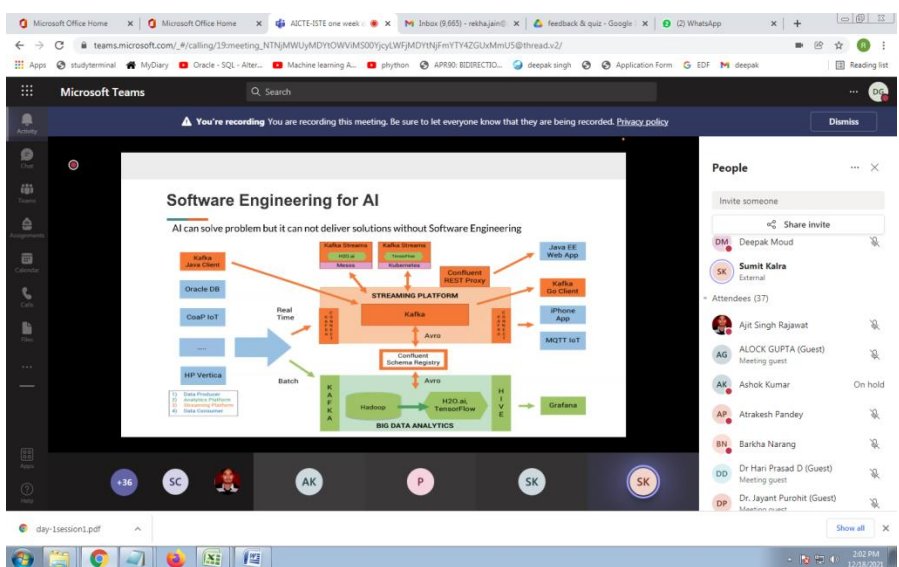 Microsoft Office Home
Microsoft Office Home
AICTE-ISTE one week
Inbox (9,665) - rekha.jain@
feedback & quiz - Google
(2) WhatsApp
teams.microsoft.com/_#/calling/19:meeting_
Apps
studyterminal
MyDiary
Oracle - SQL - Alter...
Machine learning A...
phython
APR90: BIDIRECTIO...
deepak singh
Application Form
EDF
deepak
Reading list
Microsoft Teams
Search
DG
You're recording You are recording this meeting. Be sure to let everyone know that they are being recorded. Privacy policy
Dismiss
Activity
Chat
Teams
Assignments
Calendar
Calls
Files
Apps
Help
Software Engineering for AI
AI can solve problem but it can not deliver solutions without Software Engineering
Kafka
Java Client
Oracle DB
CoaP IoT
....
HP Vertica
1) Data Producer
2) Analytics Platform
3) Streaming Platform
4) Data Consumer
Real
Time
Batch
Kafka Streams
H2O.ai
Mesos
Kafka Streams
TensorFlow
Kubernetes
Confluent
REST Proxy
STREAMING PLATFORM
Kafka
Avro
Confluent
Schema Registry
Avro
KAFKA
Hadoop
H2O.ai,
TensorFlow
HIVE
BIG DATA ANALYTICS
Java EE
Web App
Kafka
Go Client
iPhone
App
MQTT IoT
Grafana
+36
SC
AK
P
SK
SK
People
Invite someone
Share invite
DM
Deepak Moud
SK
Sumit Kalra
External
Attendees (37)
Ajit Singh Rajawat
AG
ALOCK GUPTA (Guest)
Meeting guest
AK
Ashok Kumar
On hold
AP
Atrakesh Pandey
BN
Barkha Narang
DD
Dr Hari Prasad D (Guest)
Meeting guest
DP
Dr. Jayant Purohit (Guest)
Meeting guest
day-1session1.pdf
Show all
2:02 PM
12/18/2021